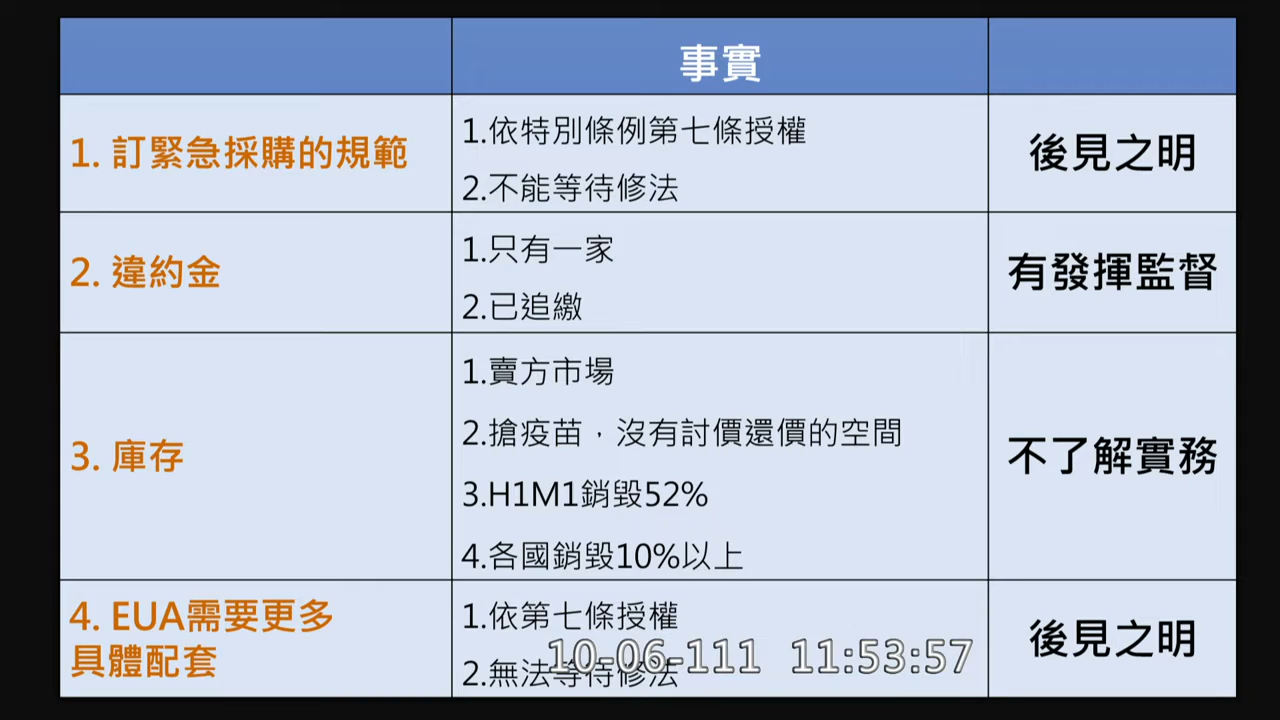 事實
1. 訂緊急採購的規範
1.依特別條例第七條授權
2.不能等待修法
後見之明
2. 違約金
1.只有一家
2.已追繳
有發揮監督
3. 庫存
1.賣方市場
2.搶疫苗，沒有討價還價的空間
3.H1M1銷毀52%
4.各國銷毀10%以上
不了解實務
4. EUA需要更多
具體配套
1.依第七條授權
2.無法等待修法
後見之明
10-06-111 11:53:57